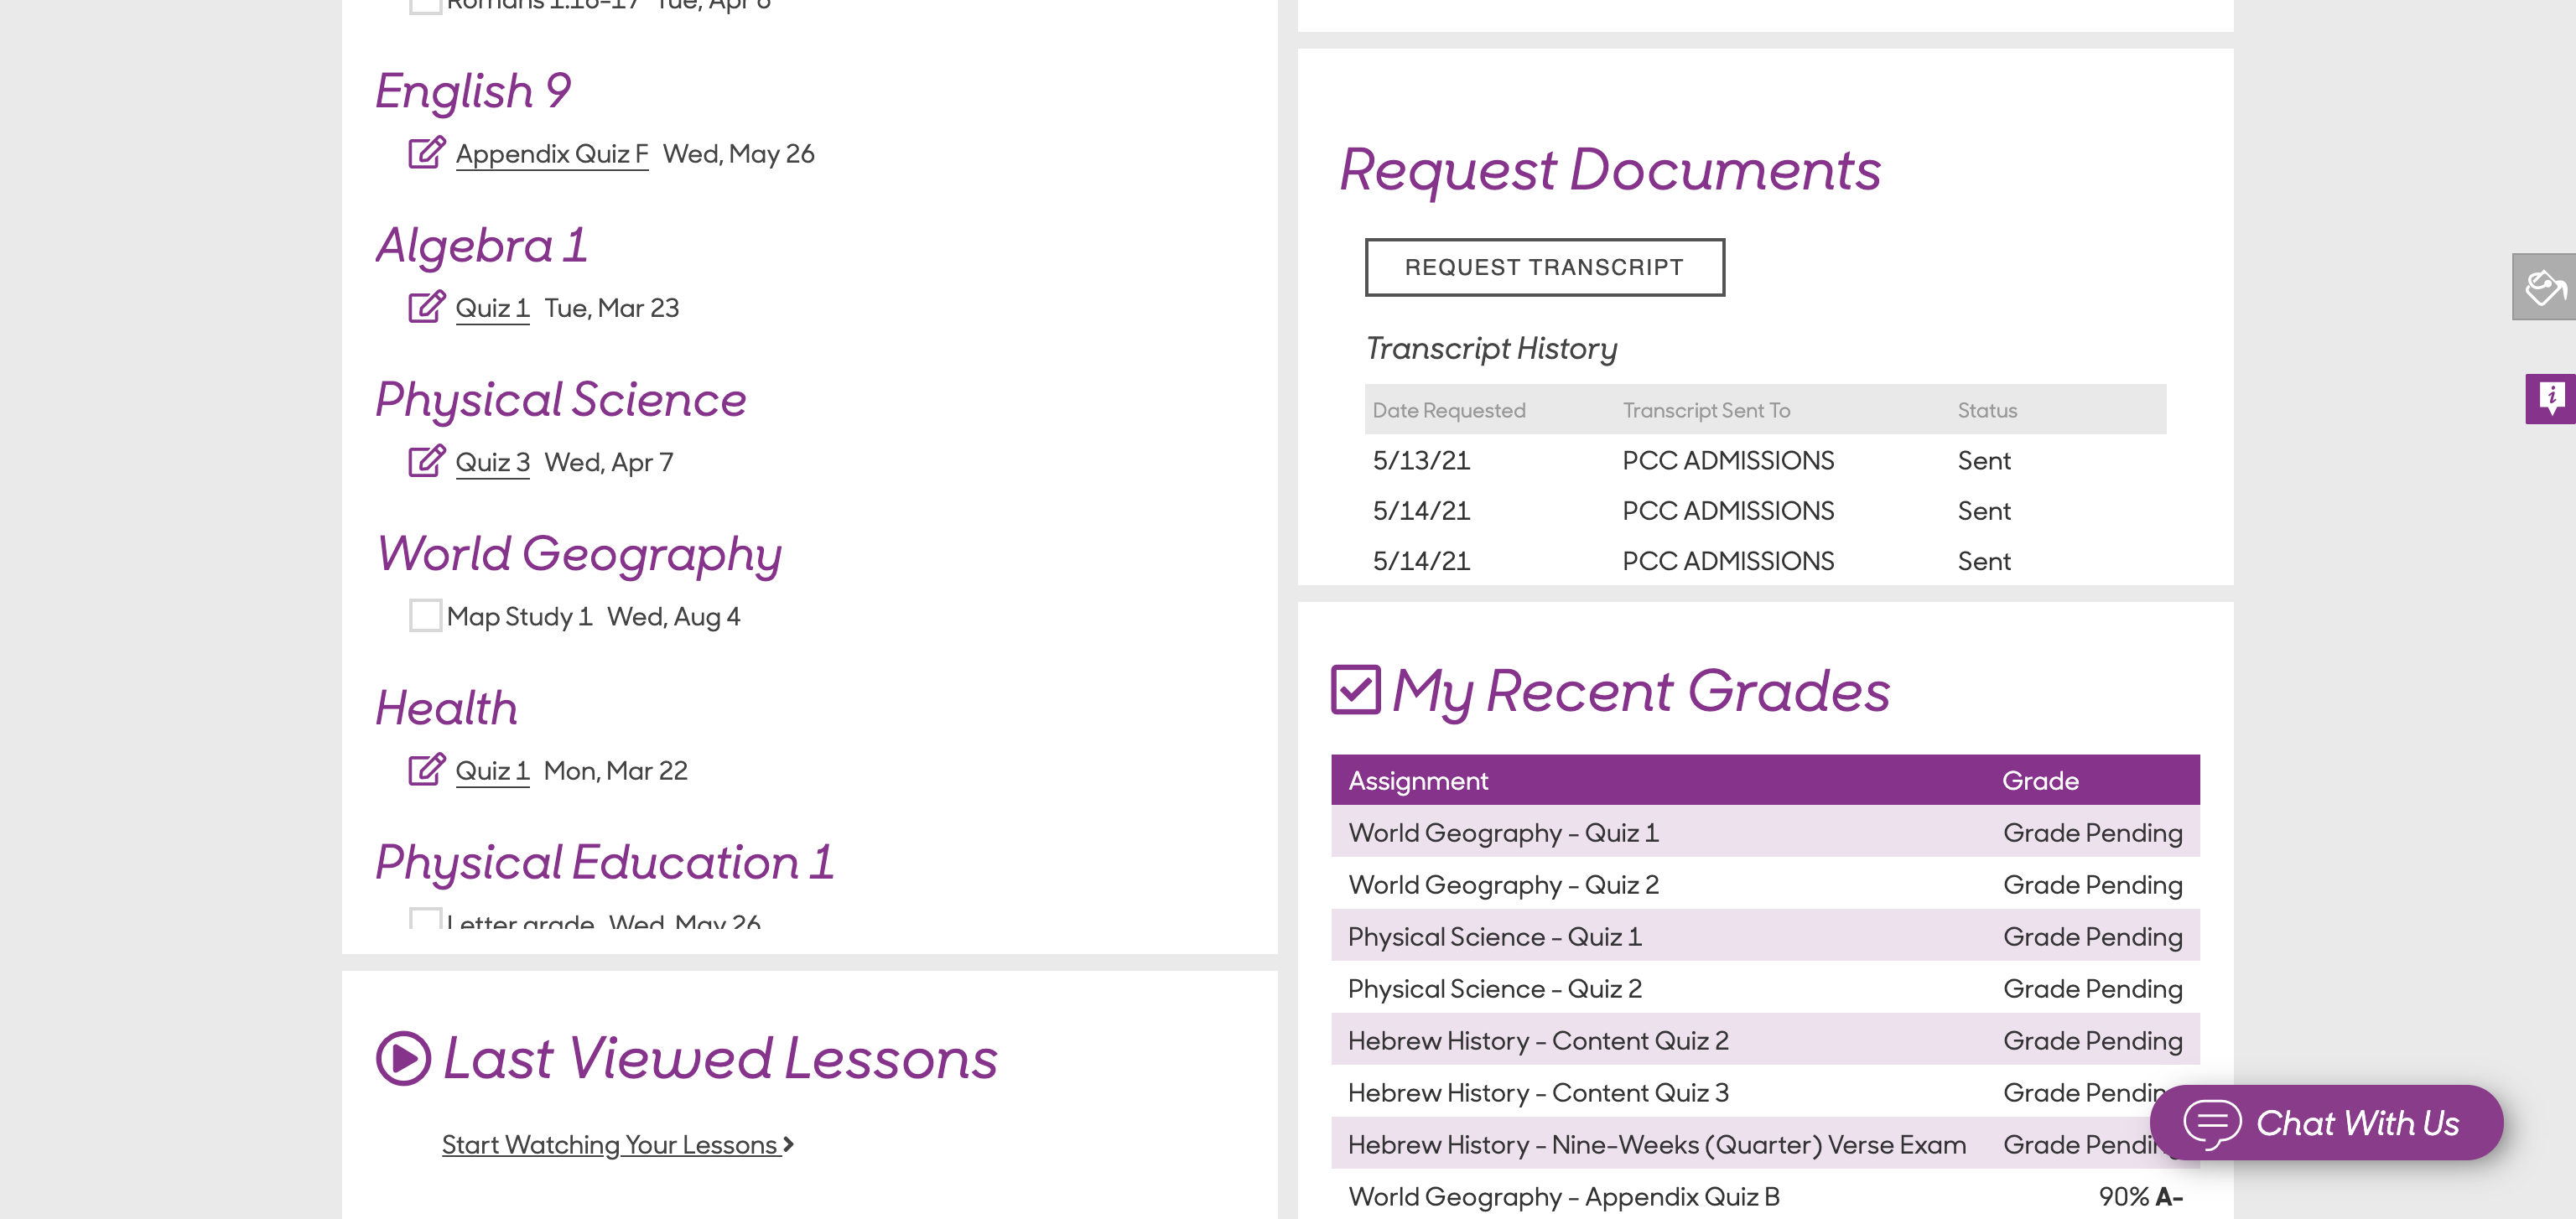 Romans 1:16-17 Tue, Apr 6
English 9
Appendix Quiz F Wed, May 26
Algebra 1
Quiz 1 Tue, Mar 23
Physical Science
Quiz 3 Wed, Apr 7
World Geography
Map Study 1 Wed, Aug 4
Health
Quiz 1 Mon, Mar 22
Physical Education 1
Letter grade Wed, May 26
Last Viewed Lessons
Start Watching Your Lessons
Request Documents
REQUEST TRANSCRIPT
Transcript History
Date Requested Transcript Sent To Status
5/13/21 PCC ADMISSIONS Sent
5/14/21 PCC ADMISSIONS Sent
5/14/21 PCC ADMISSIONS Sent
My Recent Grades
Assignment Grade
World Geography - Quiz 1 Grade Pending
World Geography - Quiz 2 Grade Pending
Physical Science - Quiz 1 Grade Pending
Physical Science - Quiz 2 Grade Pending
Hebrew History - Content Quiz 2 Grade Pending
Hebrew History - Content Quiz 3 Grade Pending
Hebrew History - Nine-Weeks (Quarter) Verse Exam Grade Pending
World Geography - Appendix Quiz B 90% A-
Chat With Us